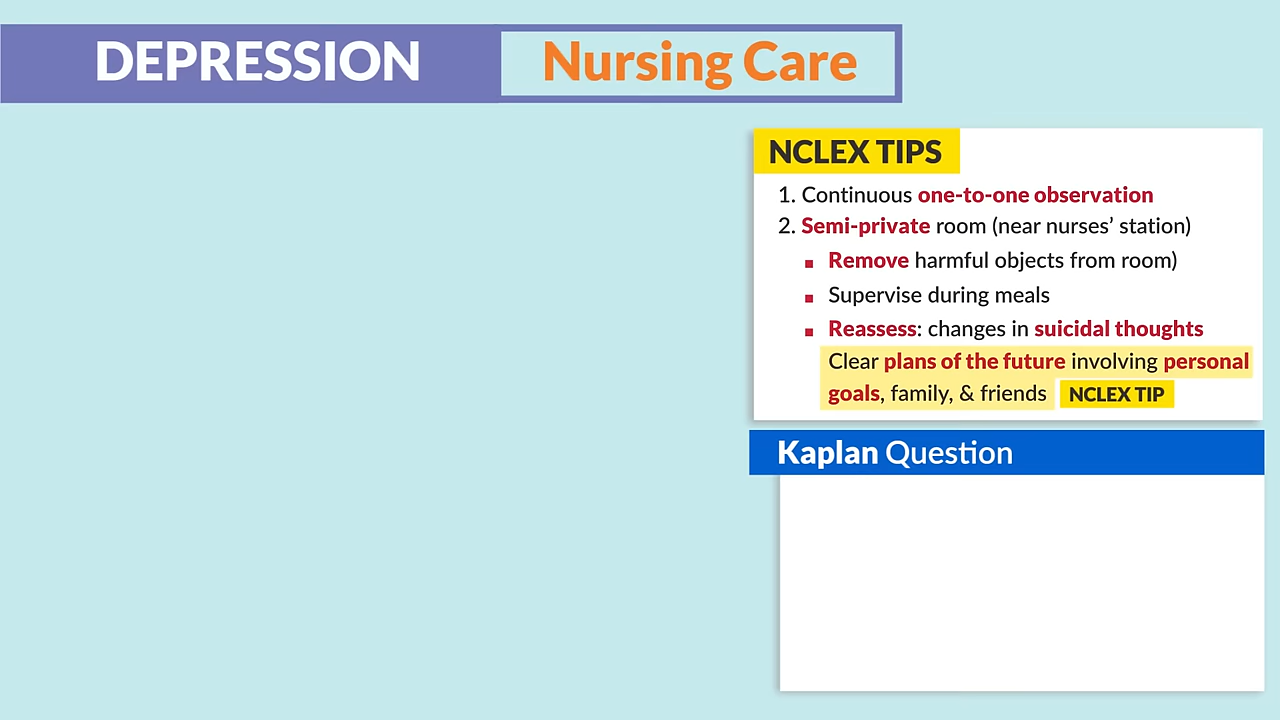 DEPRESSION
Nursing Care
NCLEX TIPS
1. Continuous one-to-one observation
2. Semi-private room (near nurses’ station)
▪ Remove harmful objects from room)
▪ Supervise during meals
▪ Reassess: changes in suicidal thoughts
Clear plans of the future involving personal
goals, family, & friends NCLEX TIP
Kaplan Question